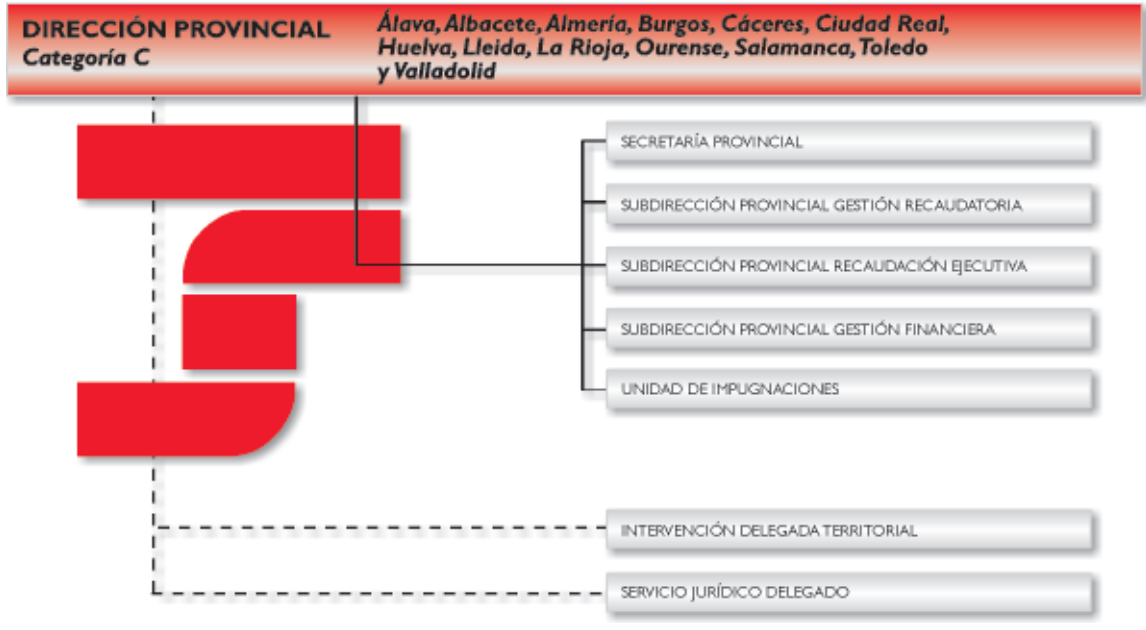 DIRECCIÓN PROVINCIAL
Categoría C
Álava, Albacete, Almería, Burgos, Cáceres, Ciudad Real,
Huelva, Lleida, La Rioja, Ourense, Salamanca, Toledo
y Valladolid
SECRETARÍA PROVINCIAL
SUBDIRECCIÓN PROVINCIAL GESTIÓN RECAUDATORIA
SUBDIRECCIÓN PROVINCIAL RECAUDACIÓN EJECUTIVA
SUBDIRECCIÓN PROVINCIAL GESTIÓN FINANCIERA
UNIDAD DE IMPUGNACIONES
INTERVENCIÓN DELEGADA TERRITORIAL
SERVICIO JURÍDICO DELEGADO